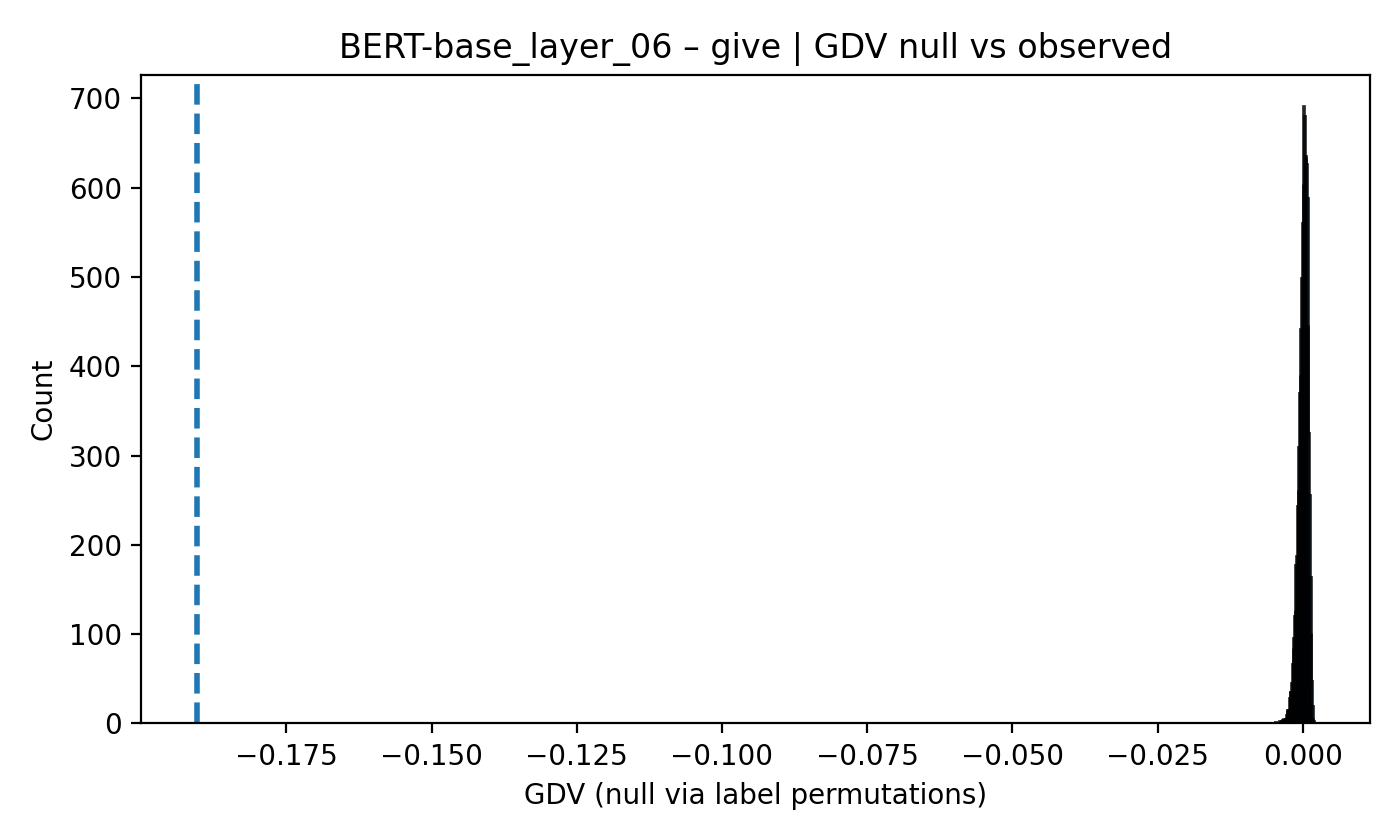 BERT-base_layer_06 – give | GDV null vs observed
700
600
500
400
300
200
100
0
Count
−0.175 −0.150 −0.125 −0.100 −0.075 −0.050 −0.025 0.000
GDV (null via label permutations)